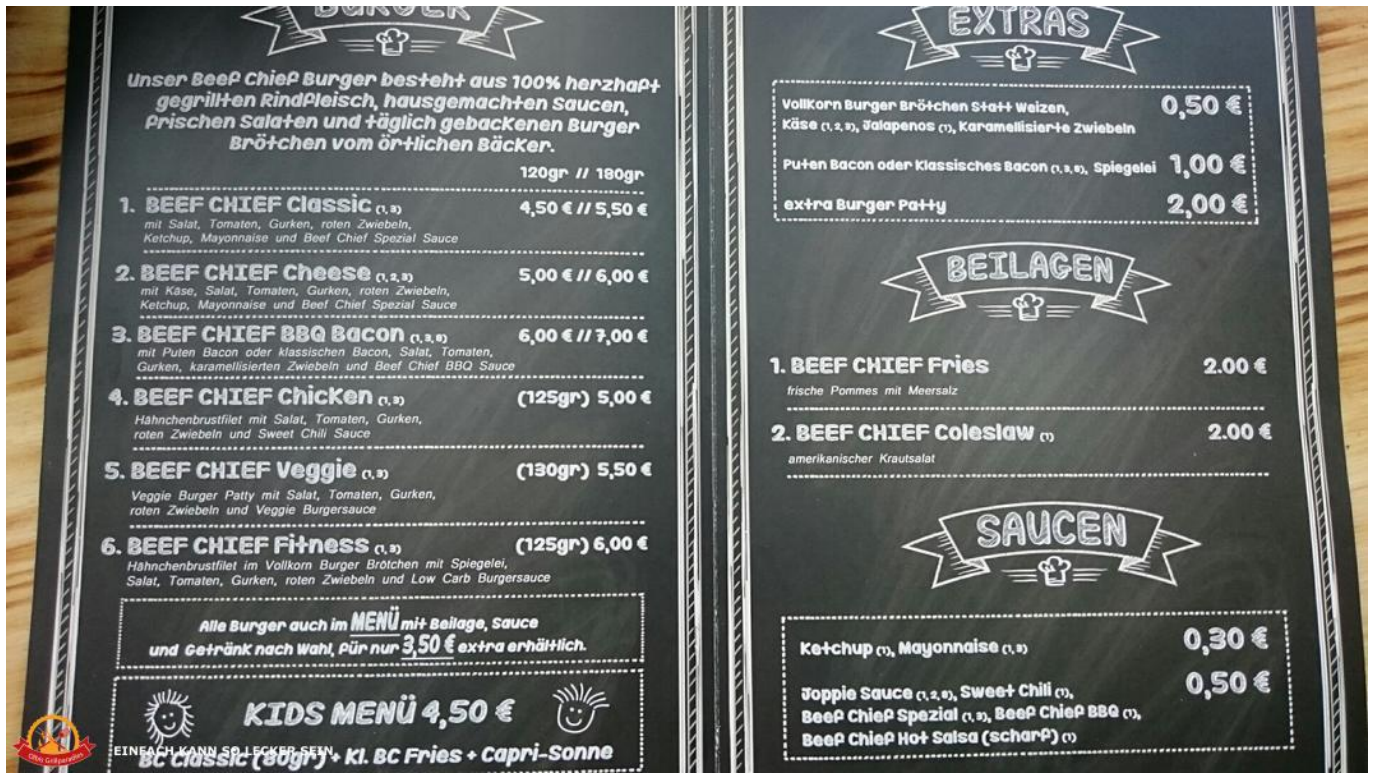 BURGER
Unser Beef Chief Burger besteht aus 100% herzhaft
gegrillten Rindfleisch, hausgemachten Saucen,
frischen Salaten und täglich gebackenen Burger
Brötchen vom örtlichen Bäcker.
120gr // 180gr
1. BEEF CHIEF Classic (1, 3) 4,50 € // 5,50 €
mit Salat, Tomaten, Gurken, roten Zwiebeln,
Ketchup, Mayonnaise und Beef Chief Spezial Sauce
2. BEEF CHIEF Cheese (1, 2, 3) 5,00 € // 6,00 €
mit Käse, Salat, Tomaten, Gurken, roten Zwiebeln,
Ketchup, Mayonnaise und Beef Chief Spezial Sauce
3. BEEF CHIEF BBQ Bacon (1, 3, 8) 6,00 € // 7,00 €
mit Puten Bacon oder klassischen Bacon, Salat, Tomaten,
Gurken, karamellisierten Zwiebeln und Beef Chief BBQ Sauce
4. BEEF CHIEF Chicken (1, 3) (125gr) 5,00 €
Hähnchenbrustfilet mit Salat, Tomaten, Gurken,
roten Zwiebeln und Sweet Chili Sauce
5. BEEF CHIEF Veggie (1, 3) (130gr) 5,50 €
Veggie Burger Patty mit Salat, Tomaten, Gurken,
roten Zwiebeln und Veggie Burgersauce
6. BEEF CHIEF Fitness (1, 3) (125gr) 6,00 €
Hähnchenbrustfilet im Vollkorn Burger Brötchen mit Spiegelei,
Salat, Tomaten, Gurken, roten Zwiebeln und Low Carb Burgersauce
Alle Burger auch im MENÜ mit Beilage, Sauce
und Getränk nach Wahl, für nur 3,50 € extra erhältlich.
KIDS MENÜ 4,50 €
BC Classic (80gr) + Kl. BC Fries + Capri-Sonne
EINFACH KANN SO LECKER SEIN.
EXTRAS
Vollkorn Burger Brötchen Statt Weizen, 0,50 €
Käse (1, 2, 3), Jalapenos (1), Karamellisierte Zwiebeln
Puten Bacon oder Klassisches Bacon (1, 3, 8), Spiegelei 1,00 €
extra Burger Patty 2,00 €
BEILAGEN
1. BEEF CHIEF Fries 2.00 €
frische Pommes mit Meersalz
2. BEEF CHIEF Coleslaw (1) 2.00 €
amerikanischer Krautsalat
SAUCEN
Ketchup (1), Mayonnaise (1, 3) 0,30 €
Joppie Sauce (1, 2, 8), Sweet Chili (1), 0,50 €
Beef Chief Spezial (1, 3), Beef Chief BBQ (1),
Beef Chief Hot Salsa (scharf) (1)